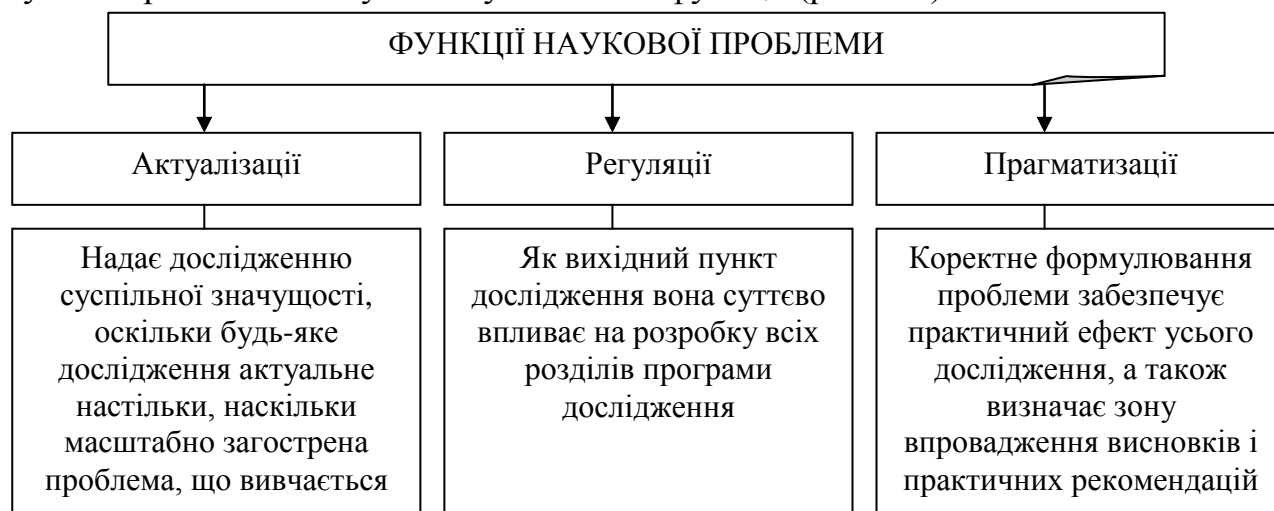 ФУНКЦІЇ НАУКОВОЇ ПРОБЛЕМИ
Актуалізації
Регуляції
Прагматизації
Надає дослідженню
суспільної значущості,
оскільки будь-яке
дослідження актуальне
настільки, наскільки
масштабно загострена
проблема, що вивчається
Як вихідний пункт
дослідження вона суттєво
впливає на розробку всіх
розділів програми
дослідження
Коректне формулювання
проблеми забезпечує
практичний ефект усього
дослідження, а також
визначає зону
впровадження висновків і
практичних рекомендацій